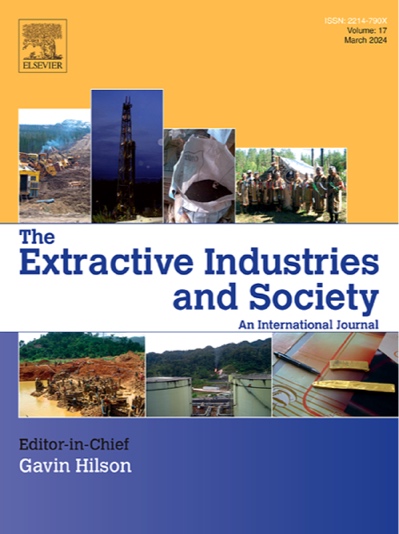 ISSN: 2214-790X
Volume: 17
March 2024
ELSEVIER
The
Extractive Industries
and Society
An International Journal
Editor-in-Chief
Gavin Hilson